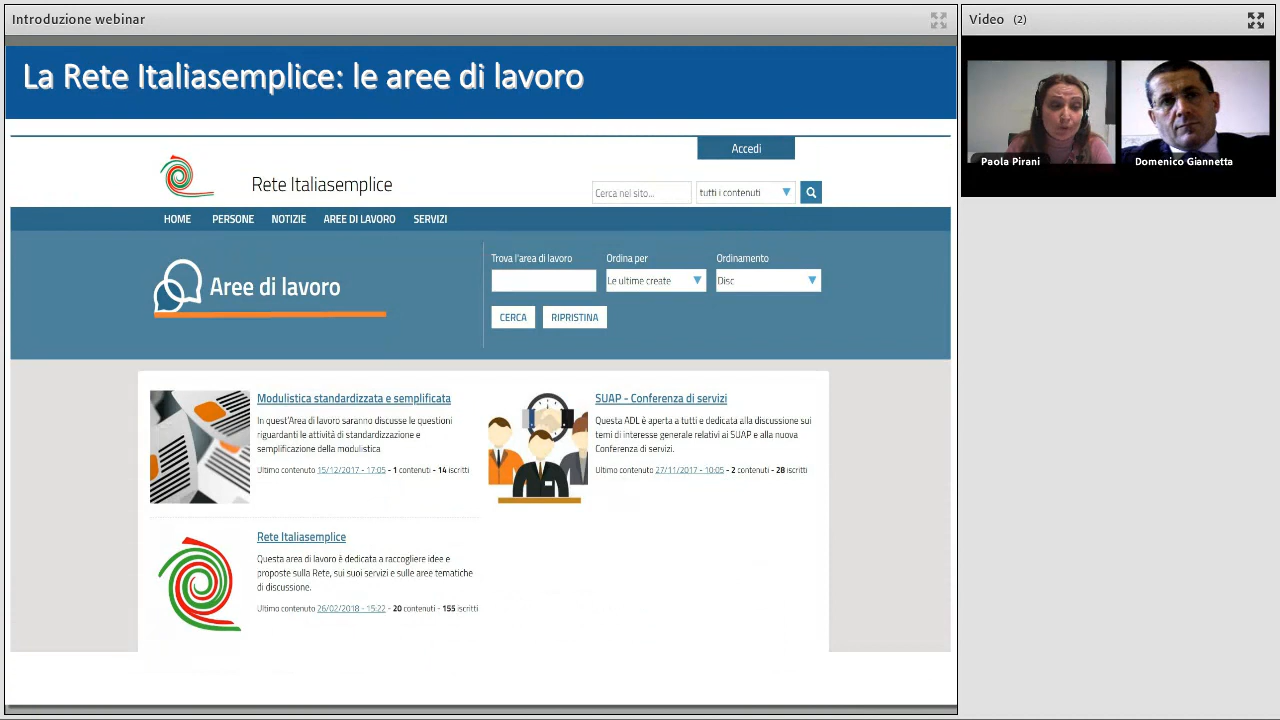 Introduzione webinar
Video (2)
La Rete Italiasemplice: le aree di lavoro
Paola Pirani
Domenico Giannetta
Accedi
Rete Italiasemplice
Cerca nel sito...
tutti i contenuti
HOME PERSONE NOTIZIE AREE DI LAVORO SERVIZI
Aree di lavoro
Trova l'area di lavoro
Ordina per
Ordinamento
Le ultime create
Disc
CERCA
RIPRISTINA
Modulistica standardizzata e semplificata
In quest'Area di lavoro saranno discusse le questioni
riguardanti le attività di standardizzazione e
semplificazione della modulistica
Ultimo contenuto 15/12/2017 - 17:05 - 1 contenuti - 14 iscritti
SUAP - Conferenza di servizi
Questa ADL è aperta a tutti e dedicata alla discussione sui
temi di interesse generale relativi ai SUAP e alla nuova
Conferenza di servizi.
Ultimo contenuto 27/11/2017 - 10:05 - 2 contenuti - 28 iscritti
Rete Italiasemplice
Questa area di lavoro è dedicata a raccogliere idee e
proposte sulla Rete, sui suoi servizi e sulle aree tematiche
di discussione.
Ultimo contenuto 26/02/2018 - 15:22 - 20 contenuti - 155 iscritti